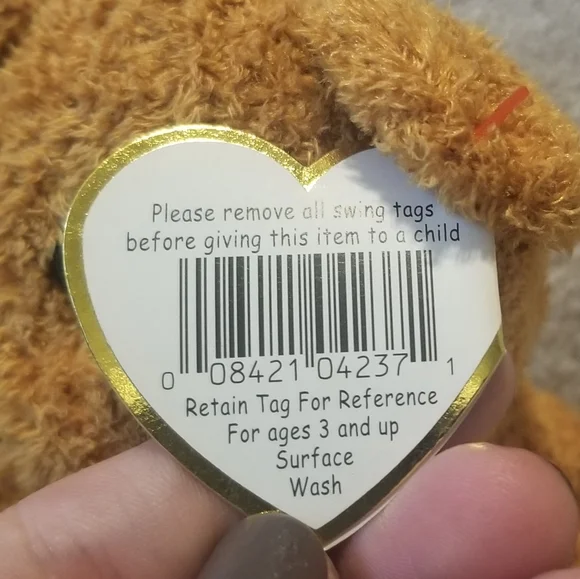 Please remove all swing tags
before giving this item to a child
0 08421 04237 1
Retain Tag For Reference
For ages 3 and up
Surface
Wash